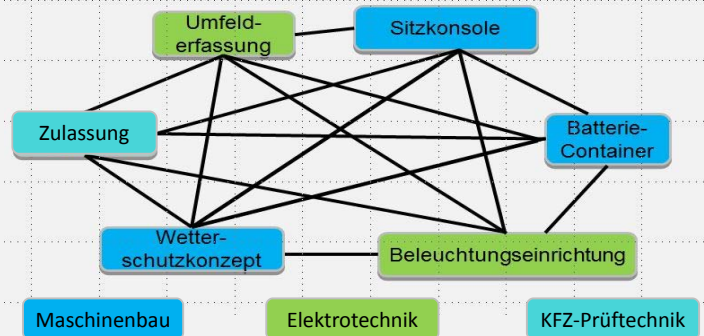 Umfeld-
erfassung
Sitzkonsole
Zulassung
Batterie-
Container
Wetter-
schutzkonzept
Beleuchtungseinrichtung
Maschinenbau
Elektrotechnik
KFZ-Prüftechnik